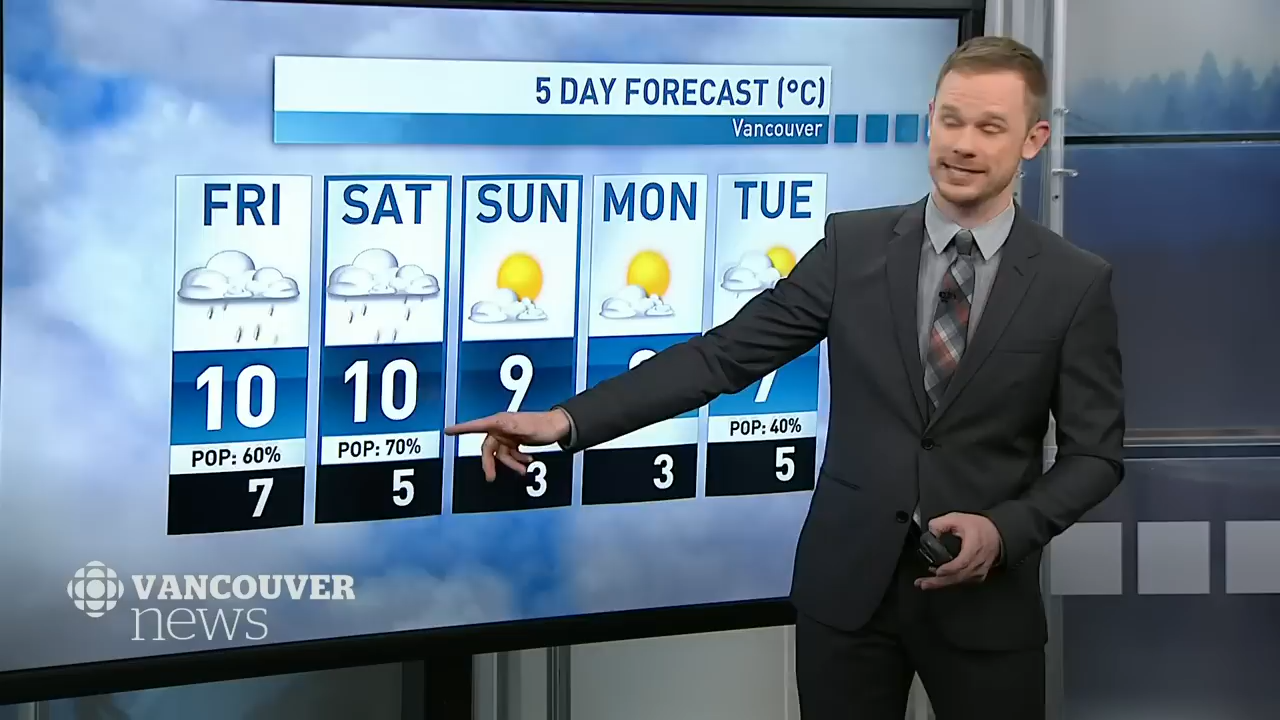 5 DAY FORECAST (°C)
Vancouver
FRI SAT SUN MON TUE
10 10 9
POP: 60% POP: 70% POP: 40%
7 5 3 3 5
VANCOUVER
news